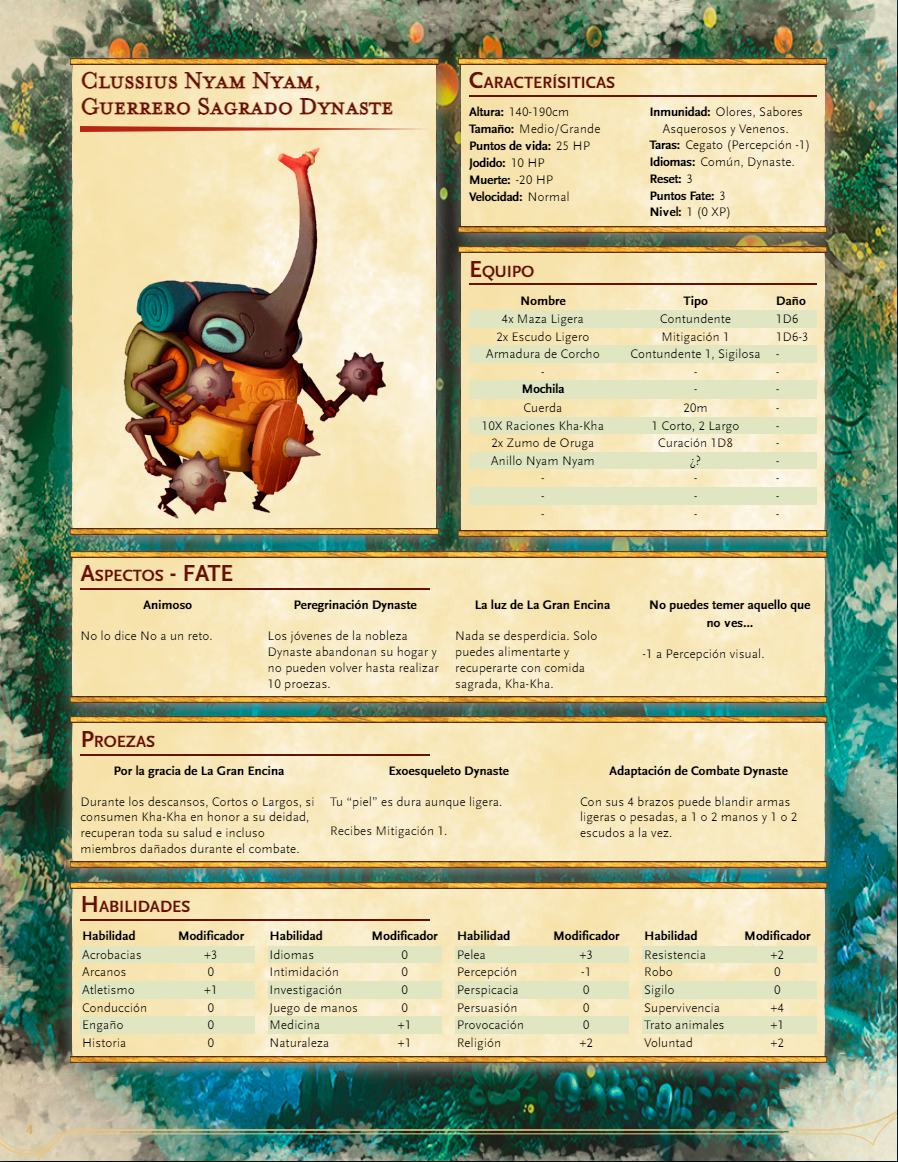 Clussius Nyam Nyam,
Guerrero Sagrado Dynaste
Caracterísiticas
Altura: 140-190cm
Tamaño: Medio/Grande
Puntos de vida: 25 HP
Jodido: 10 HP
Muerte: -20 HP
Velocidad: Normal
Inmunidad: Olores, Sabores
Asquerosos y Venenos.
Taras: Cegato (Percepción -1)
Idiomas: Común, Dynaste.
Reset: 3
Puntos Fate: 3
Nivel: 1 (0 XP)
Equipo
Nombre Tipo Daño
4x Maza Ligera Contundente 1D6
2x Escudo Ligero Mitigación 1 1D6-3
Armadura de Corcho Contundente 1, Sigilosa -
- - -
Mochila - -
Cuerda 20m -
10X Raciones Kha-Kha 1 Corto, 2 Largo -
2x Zumo de Oruga Curación 1D8 -
Anillo Nyam Nyam ¿? -
- - -
- - -
- - -
Aspectos - FATE
Animoso
No lo dice No a un reto.
Peregrinación Dynaste
Los jóvenes de la nobleza
Dynaste abandonan su hogar y
no pueden volver hasta realizar
10 proezas.
La luz de La Gran Encina
Nada se desperdicia. Solo
puedes alimentarte y
recuperarte con comida
sagrada, Kha-Kha.
No puedes temer aquello que
no ves...
-1 a Percepción visual.
Proezas
Por la gracia de La Gran Encina
Durante los descansos, Cortos o Largos, si
consumen Kha-Kha en honor a su deidad,
recuperan toda su salud e incluso
miembros dañados durante el combate.
Exoesqueleto Dynaste
Tu “piel” es dura aunque ligera.
Recibes Mitigación 1.
Adaptación de Combate Dynaste
Con sus 4 brazos puede blandir armas
ligeras o pesadas, a 1 o 2 manos y 1 o 2
escudos a la vez.
Habilidades
Habilidad Modificador Habilidad Modificador Habilidad Modificador Habilidad Modificador
Acrobacias +3 Idiomas 0 Pelea +3 Resistencia +2
Arcanos 0 Intimidación 0 Percepción -1 Robo 0
Atletismo +1 Investigación 0 Perspicacia 0 Sigilo 0
Conducción 0 Juego de manos 0 Persuasión 0 Supervivencia +4
Engaño 0 Medicina +1 Provocación 0 Trato animales +1
Historia 0 Naturaleza +1 Religión +2 Voluntad +2
4